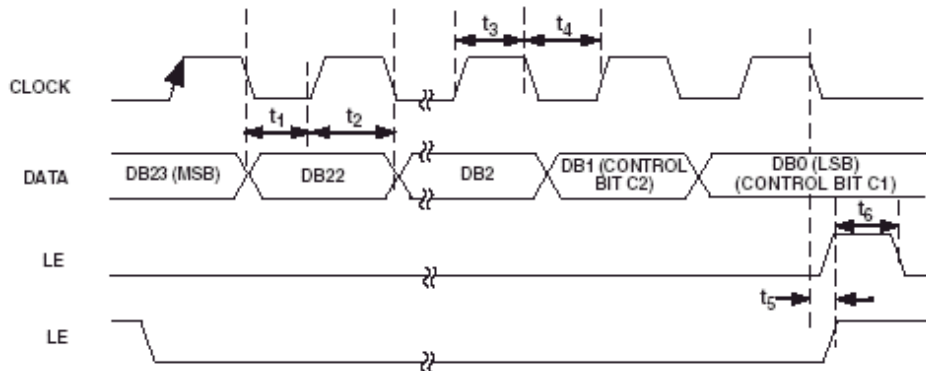 t3 t4
CLOCK
t1 t2
DATA DB23 (MSB) DB22 DB2 DB1 (CONTROL BIT C2) DB0 (LSB) (CONTROL BIT C1)
t6
LE
t5
LE